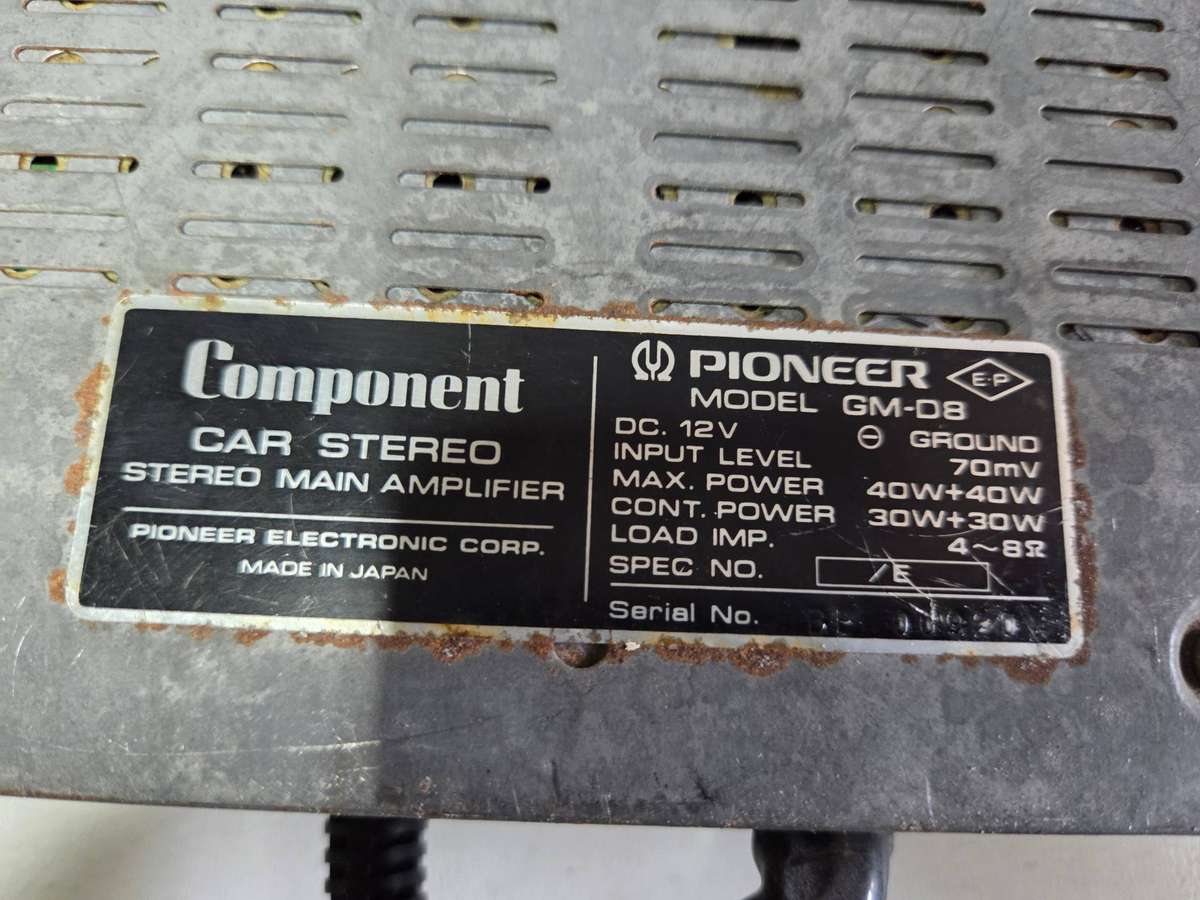 Component
CAR STEREO
STEREO MAIN AMPLIFIER
PIONEER ELECTRONIC CORP.
MADE IN JAPAN
PIONEER E·P
MODEL GM-D8
DC. 12V ⊖ GROUND
INPUT LEVEL 70mV
MAX. POWER 40W+40W
CONT. POWER 30W+30W
LOAD IMP. 4~8Ω
SPEC NO. /E
Serial No.